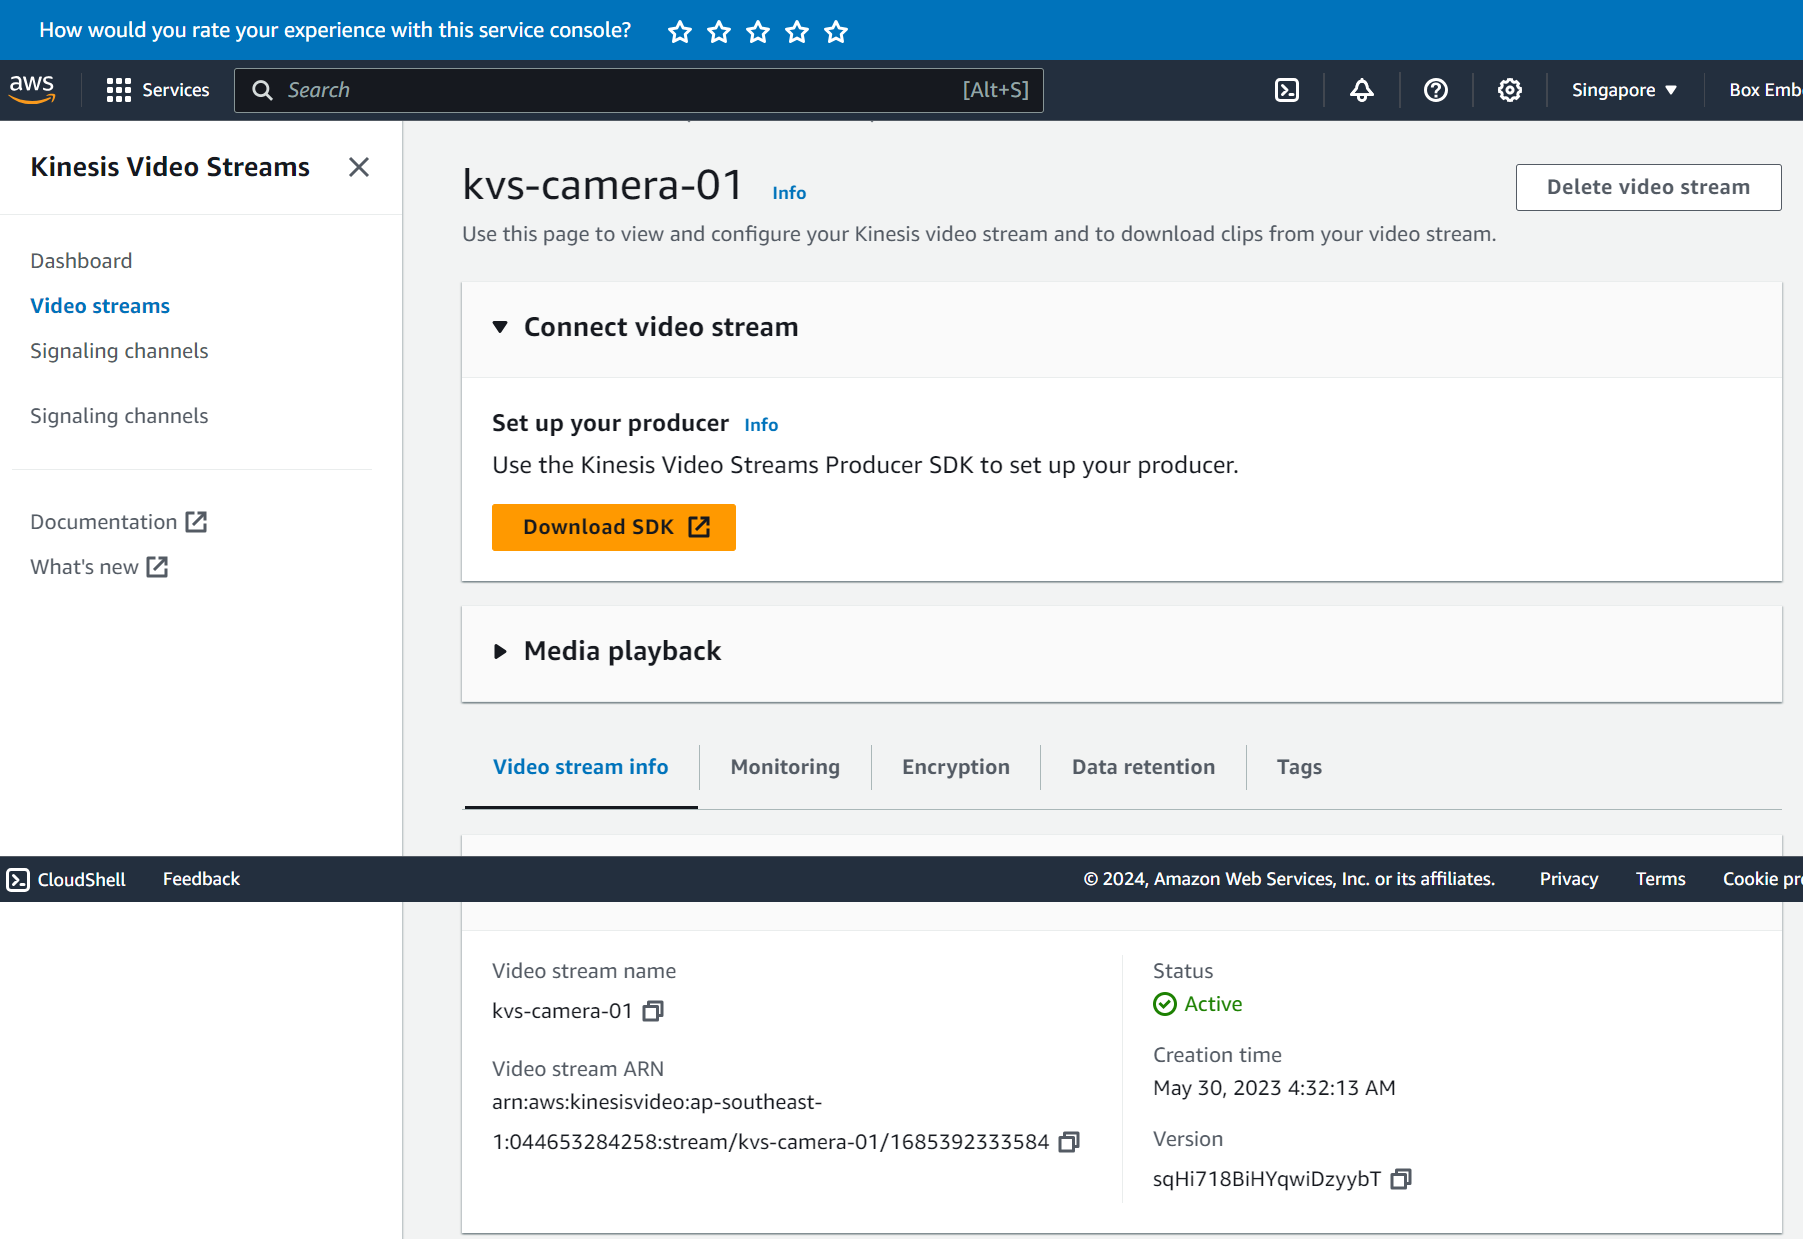 How would you rate your experience with this service console?
aws
Services
Search
[Alt+S]
Singapore
Box Emb
Kinesis Video Streams
Dashboard
Video streams
Signaling channels
Signaling channels
Documentation
What's new
kvs-camera-01 Info
Delete video stream
Use this page to view and configure your Kinesis video stream and to download clips from your video stream.
Connect video stream
Set up your producer Info
Use the Kinesis Video Streams Producer SDK to set up your producer.
Download SDK
Media playback
Video stream info
Monitoring
Encryption
Data retention
Tags
CloudShell
Feedback
© 2024, Amazon Web Services, Inc. or its affiliates.
Privacy
Terms
Cookie pr
Video stream name
kvs-camera-01
Video stream ARN
arn:aws:kinesisvideo:ap-southeast-
1:044653284258:stream/kvs-camera-01/1685392333584
Status
Active
Creation time
May 30, 2023 4:32:13 AM
Version
sqHi718BiHYqwiDzyybT